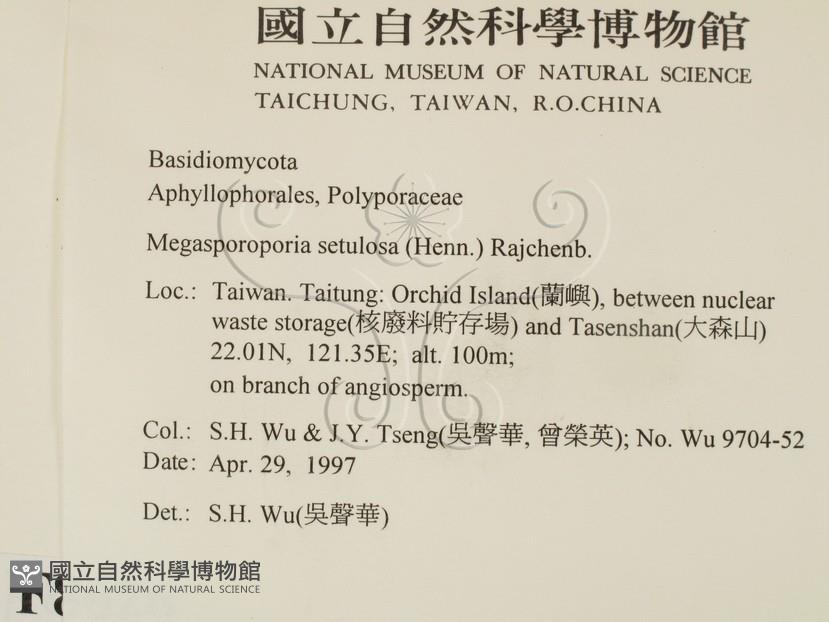 國立自然科學博物館
NATIONAL MUSEUM OF NATURAL SCIENCE
TAICHUNG, TAIWAN, R.O.CHINA
Basidiomycota
Aphyllophorales, Polyporaceae
Megasporoporia setulosa (Henn.) Rajchenb.
Loc.: Taiwan. Taitung: Orchid Island(蘭嶼), between nuclear
waste storage(核廢料貯存場) and Tasenshan(大森山)
22.01N, 121.35E; alt. 100m;
on branch of angiosperm.
Col.: S.H. Wu & J.Y. Tseng(吳聲華, 曾榮英); No. Wu 9704-52
Date: Apr. 29, 1997
Det.: S.H. Wu(吳聲華)
國立自然科學博物館
NATIONAL MUSEUM OF NATURAL SCIENCE